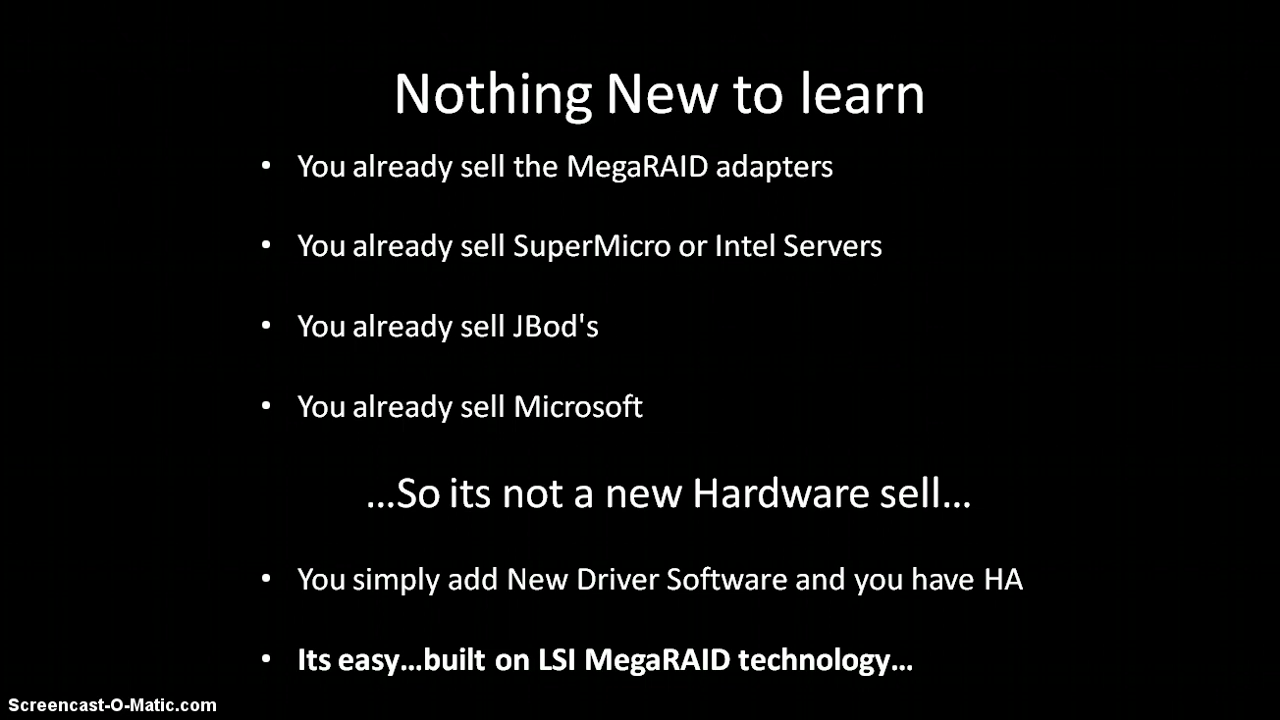 Nothing New to learn
• You already sell the MegaRAID adapters
• You already sell SuperMicro or Intel Servers
• You already sell JBod's
• You already sell Microsoft
...So its not a new Hardware sell...
• You simply add New Driver Software and you have HA
• Its easy...built on LSI MegaRAID technology...
Screencast-O-Matic.com